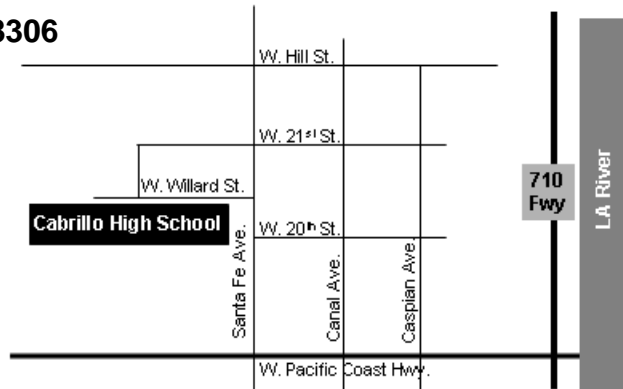 3306
W. Hill St.
W. 21st St.
W. Willard St.
710
Fwy
LA River
Cabrillo High School
W. 20th St.
Santa Fe Ave.
Canal Ave.
Caspian Ave.
W. Pacific Coast Hwy.